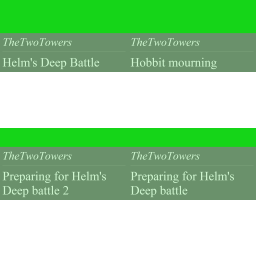 TheTwoTowers
TheTwoTowers
Helm's Deep Battle
Hobbit mourning
TheTwoTowers
TheTwoTowers
Preparing for Helm's
Deep battle 2
Preparing for Helm's
Deep battle